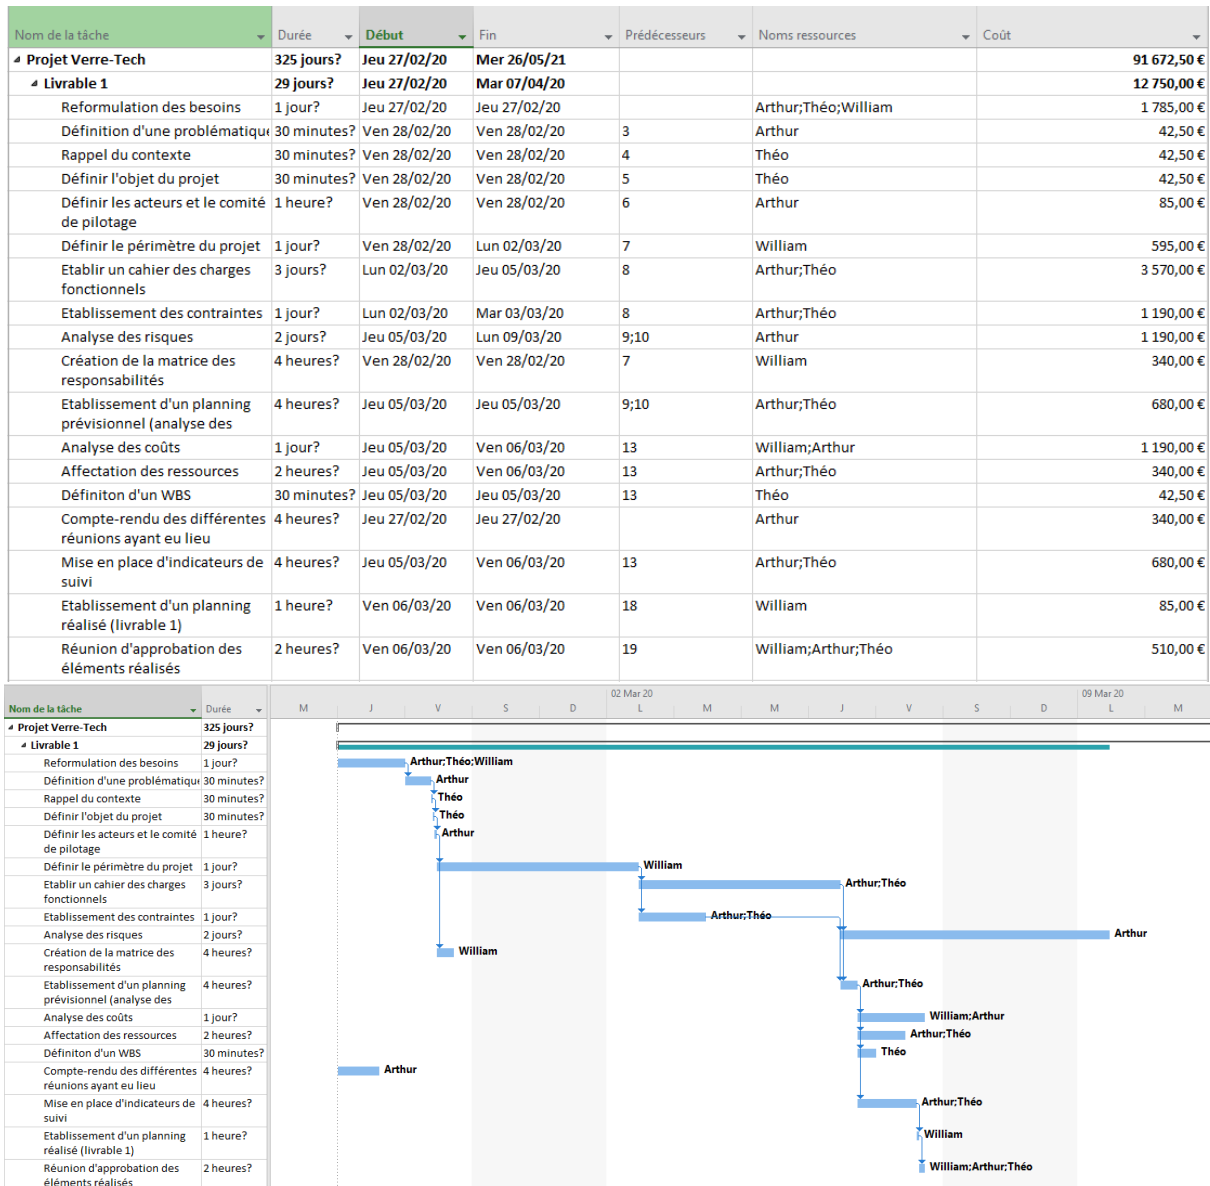 Nom de la tâche Durée Début Fin Prédécesseurs Noms ressources Coût
Projet Verre-Tech 325 jours? Jeu 27/02/20 Mer 26/05/21 91 672,50 €
Livrable 1 29 jours? Jeu 27/02/20 Mar 07/04/20 12 750,00 €
Reformulation des besoins 1 jour? Jeu 27/02/20 Jeu 27/02/20 Arthur;Théo;William 1 785,00 €
Définition d'une problématique 30 minutes? Ven 28/02/20 Ven 28/02/20 3 Arthur 42,50 €
Rappel du contexte 30 minutes? Ven 28/02/20 Ven 28/02/20 4 Théo 42,50 €
Définir l'objet du projet 30 minutes? Ven 28/02/20 Ven 28/02/20 5 Théo 42,50 €
Définir les acteurs et le comité 1 heure? Ven 28/02/20 Ven 28/02/20 6 Arthur 85,00 €
de pilotage
Définir le périmètre du projet 1 jour? Ven 28/02/20 Lun 02/03/20 7 William 595,00 €
Etablir un cahier des charges 3 jours? Lun 02/03/20 Jeu 05/03/20 8 Arthur;Théo 3 570,00 €
fonctionnels
Etablissement des contraintes 1 jour? Lun 02/03/20 Mar 03/03/20 8 Arthur;Théo 1 190,00 €
Analyse des risques 2 jours? Jeu 05/03/20 Lun 09/03/20 9;10 Arthur 1 190,00 €
Création de la matrice des 4 heures? Ven 28/02/20 Ven 28/02/20 7 William 340,00 €
responsabilités
Etablissement d'un planning 4 heures? Jeu 05/03/20 Jeu 05/03/20 9;10 Arthur;Théo 680,00 €
prévisionnel (analyse des
Analyse des coûts 1 jour? Jeu 05/03/20 Ven 06/03/20 13 William;Arthur 1 190,00 €
Affectation des ressources 2 heures? Jeu 05/03/20 Ven 06/03/20 13 Arthur;Théo 340,00 €
Définiton d'un WBS 30 minutes? Jeu 05/03/20 Jeu 05/03/20 13 Théo 42,50 €
Compte-rendu des différentes 4 heures? Jeu 27/02/20 Jeu 27/02/20 Arthur 340,00 €
réunions ayant eu lieu
Mise en place d'indicateurs de 4 heures? Jeu 05/03/20 Ven 06/03/20 13 Arthur;Théo 680,00 €
suivi
Etablissement d'un planning 1 heure? Ven 06/03/20 Ven 06/03/20 18 William 85,00 €
réalisé (livrable 1)
Réunion d'approbation des 2 heures? Ven 06/03/20 Ven 06/03/20 19 William;Arthur;Théo 510,00 €
éléments réalisés
02 Mar 20 09 Mar 20
Nom de la tâche Durée M J V S D L M M J V S D L M
Projet Verre-Tech 325 jours?
Livrable 1 29 jours?
Reformulation des besoins 1 jour? Arthur;Théo;William
Définition d'une problématique 30 minutes? Arthur
Rappel du contexte 30 minutes? Théo
Définir l'objet du projet 30 minutes? Théo
Définir les acteurs et le comité 1 heure? Arthur
de pilotage
Définir le périmètre du projet 1 jour? William
Etablir un cahier des charges 3 jours? Arthur;Théo
fonctionnels
Etablissement des contraintes 1 jour? Arthur;Théo
Analyse des risques 2 jours? Arthur
Création de la matrice des 4 heures? William
responsabilités
Etablissement d'un planning 4 heures? Arthur;Théo
prévisionnel (analyse des
Analyse des coûts 1 jour? William;Arthur
Affectation des ressources 2 heures? Arthur;Théo
Définiton d'un WBS 30 minutes? Théo
Compte-rendu des différentes 4 heures? Arthur
réunions ayant eu lieu
Mise en place d'indicateurs de 4 heures? Arthur;Théo
suivi
Etablissement d'un planning 1 heure? William
réalisé (livrable 1)
Réunion d'approbation des 2 heures? William;Arthur;Théo
éléments réalisés